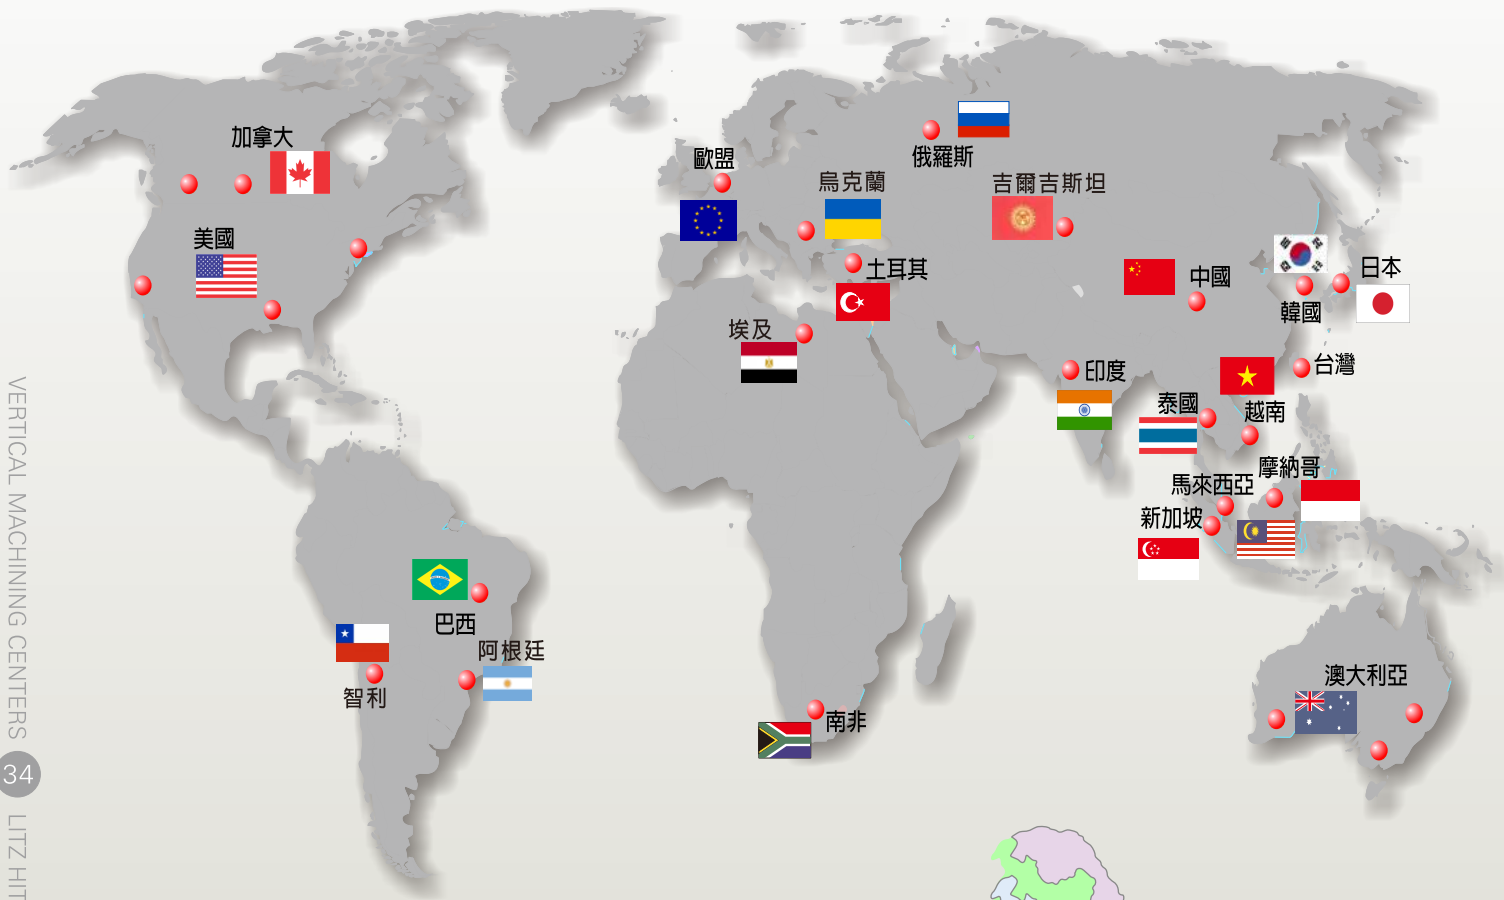 加拿大
美國
歐盟
烏克蘭
俄羅斯
吉爾吉斯坦
土耳其
埃及
中國
韓國
日本
台灣
印度
泰國
越南
馬來西亞
摩納哥
新加坡
巴西
智利
阿根廷
南非
澳大利亞
VERTICAL MACHINING CENTERS
34
LITZ HIT